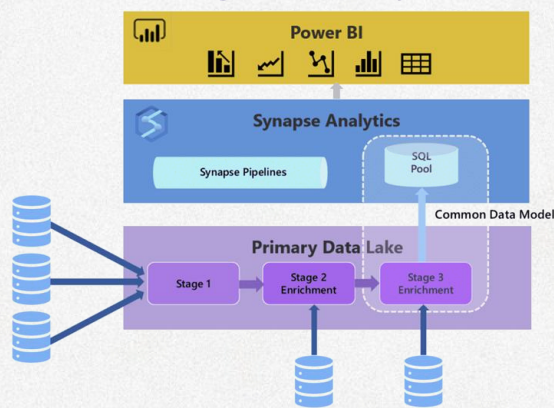 Power BI
Synapse Analytics
Synapse Pipelines
SQL
Pool
Common Data Model
Primary Data Lake
Stage 1
Stage 2
Enrichment
Stage 3
Enrichment